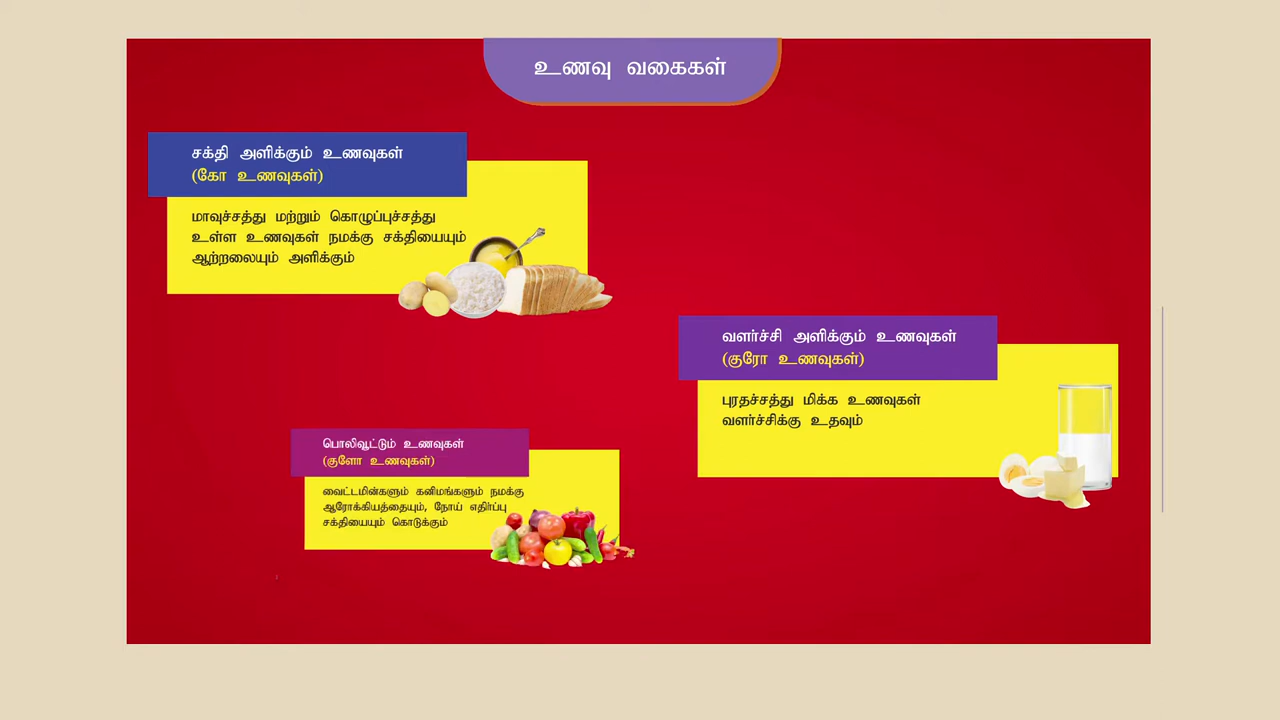 உணவு வகைகள்
சக்தி அளிக்கும் உணவுகள்
(கோ உணவுகள்)
மாவுச்சத்து மற்றும் கொழுப்புச்சத்து
உள்ள உணவுகள் நமக்கு சக்தியையும்
ஆற்றலையும் அளிக்கும்
வளர்ச்சி அளிக்கும் உணவுகள்
(குரோ உணவுகள்)
புரதச்சத்து மிக்க உணவுகள்
வளர்ச்சிக்கு உதவும்
பொலிவூட்டும் உணவுகள்
(குளோ உணவுகள்)
வைட்டமின்களும் கனிமங்களும் நமக்கு
ஆரோக்கியத்தையும், நோய் எதிர்ப்பு
சக்தியையும் கொடுக்கும்